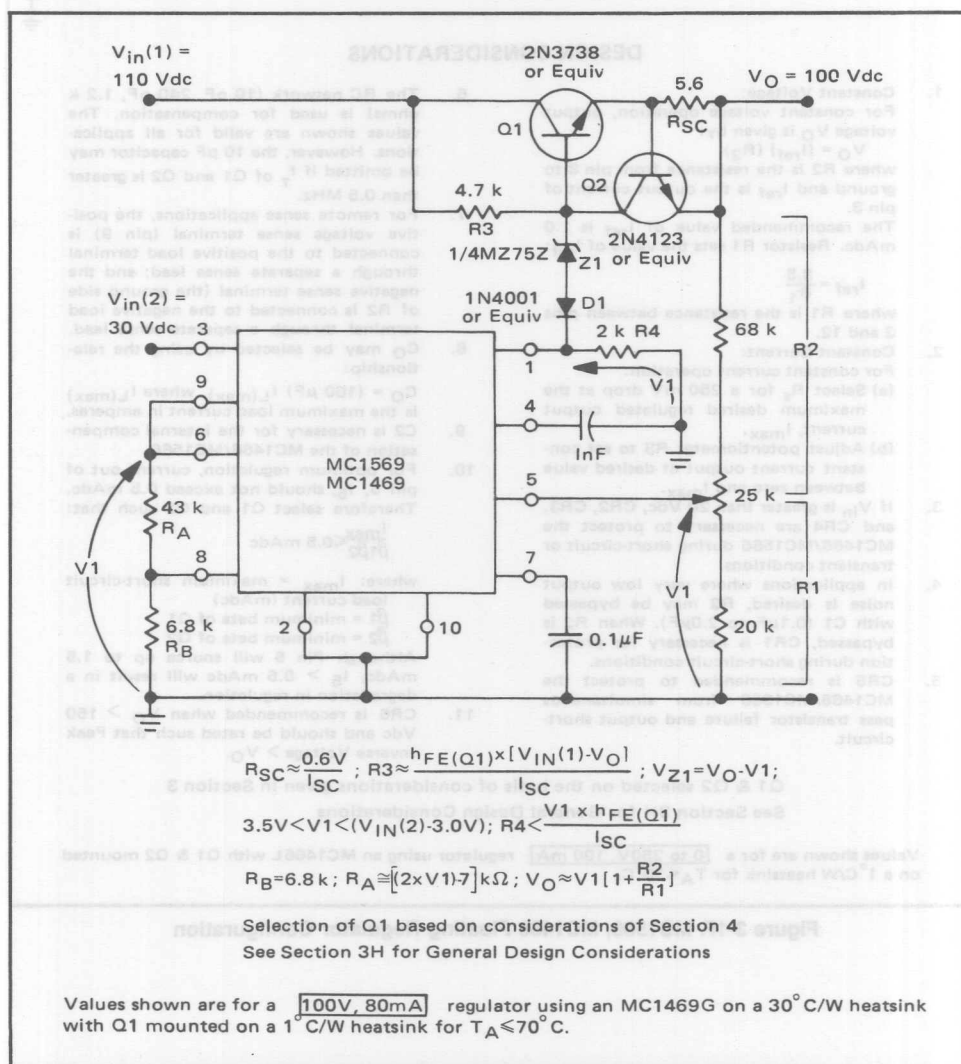 V_in(1) =
110 Vdc
2N3738
or Equiv
5.6
V_O = 100 Vdc
R_SC
Q1
Q2
4.7 k
R3
2N4123
or Equiv
1/4MZ75Z
Z1
V_in(2) =
30 Vdc
3
1N4001
or Equiv
D1
2 k R4
68 k
R2
1
V1
9
4
6
1nF
MC1569
MC1469
5
25 k
43 k
R_A
7
V1
8
V1
R1
6.8 k
R_B
2
10
0.1μF
20 k
R_SC≈0.6V/I_SC ; R3≈h_FE(Q1)x[V_IN(1)-V_O]/I_SC ; V_Z1=V_O-V1;
3.5V<V1<(V_IN(2)-3.0V); R4<V1 x h_FE(Q1)/I_SC
R_B=6.8k; R_A≅[(2xV1)-7] kΩ; V_O≈V1[1+R2/R1]
Selection of Q1 based on considerations of Section 4
See Section 3H for General Design Considerations
Values shown are for a 100V, 80mA regulator using an MC1469G on a 30°C/W heatsink
with Q1 mounted on a 1°C/W heatsink for T_A≤70°C.